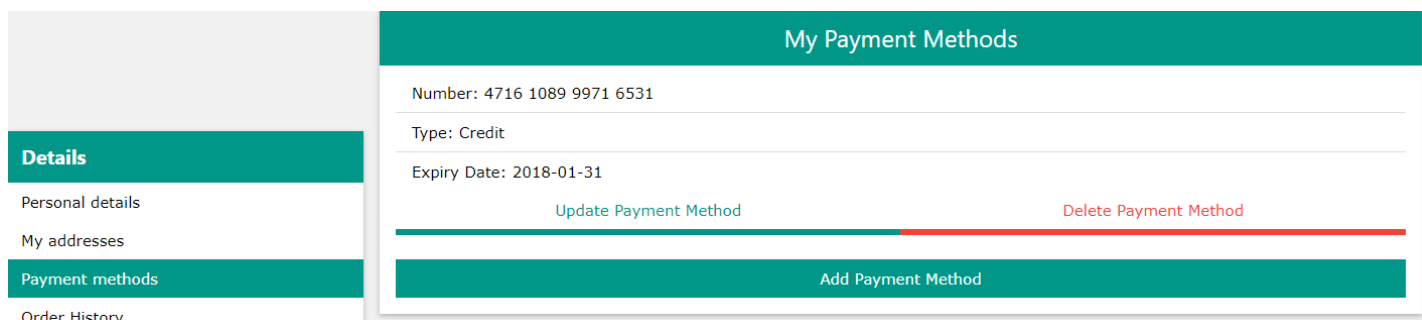 My Payment Methods
Number: 4716 1089 9971 6531
Type: Credit
Expiry Date: 2018-01-31
Update Payment Method
Delete Payment Method
Add Payment Method
Details
Personal details
My addresses
Payment methods
Order History